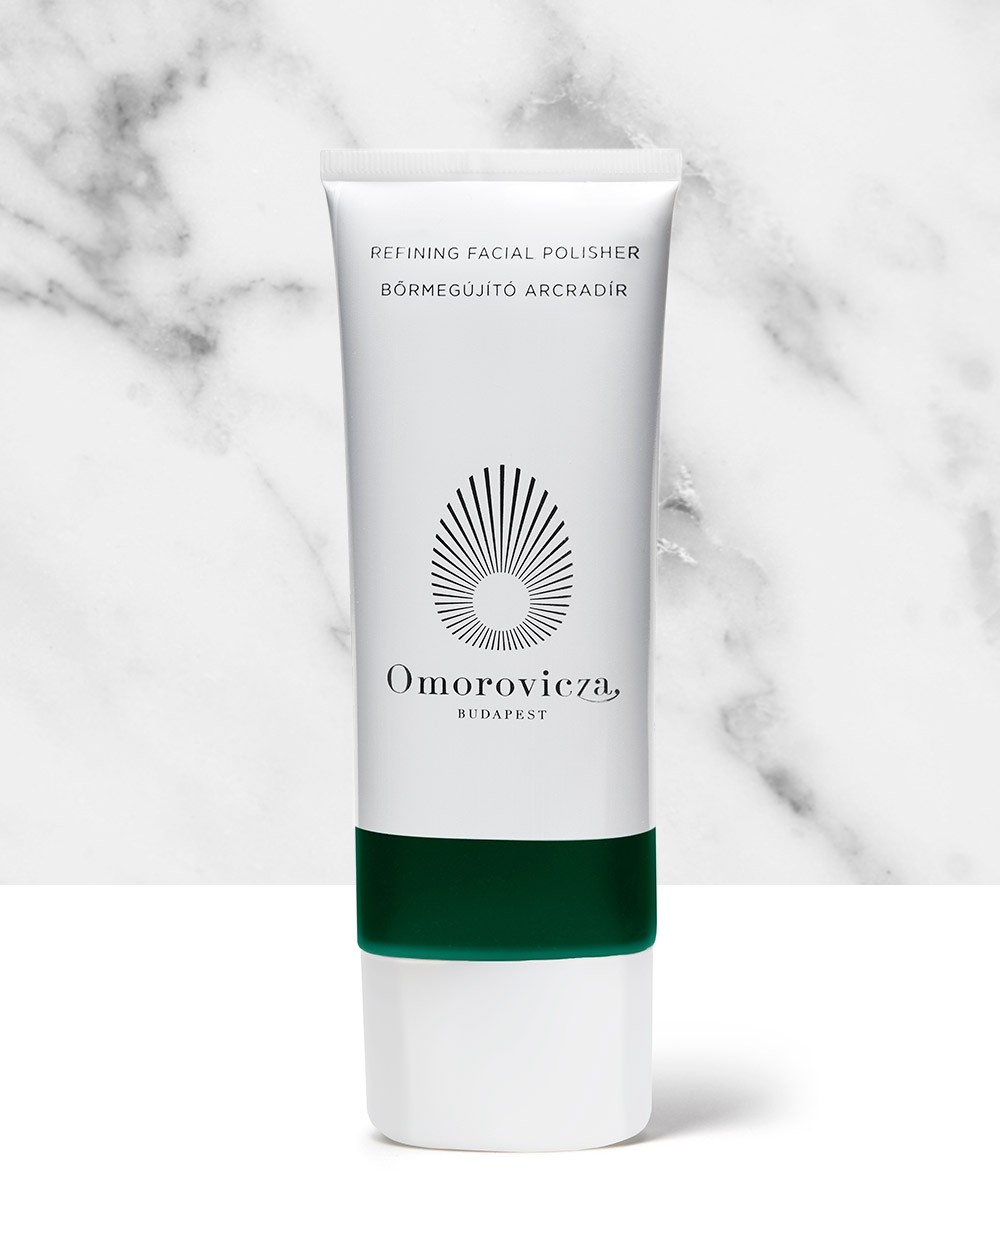 REFINING FACIAL POLISHER
BŐRMEGÚJÍTÓ ARCRADÍR
Omorovicza
BUDAPEST